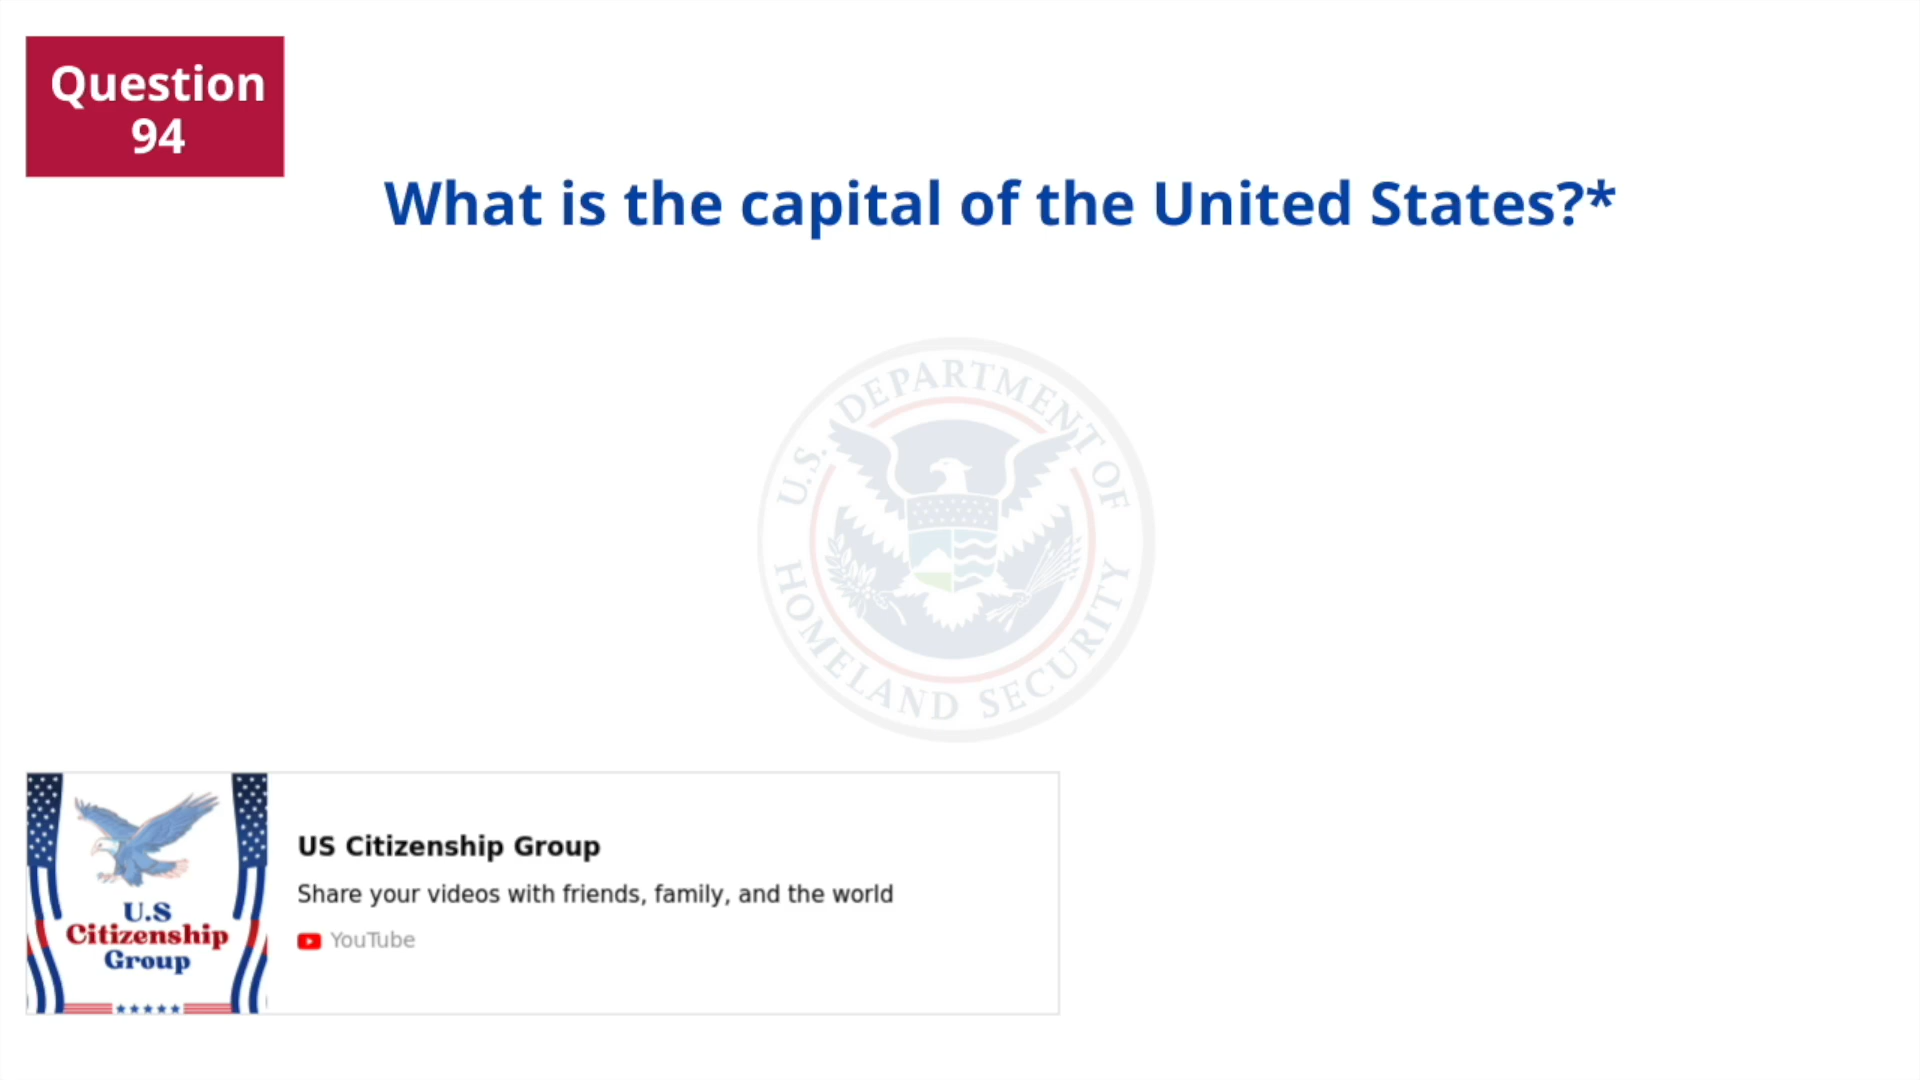 Question
94
What is the capital of the United States?*
U.S. DEPARTMENT OF
HOMELAND SECURITY
US Citizenship Group
Share your videos with friends, family, and the world
YouTube
U.S
Citizenship
Group